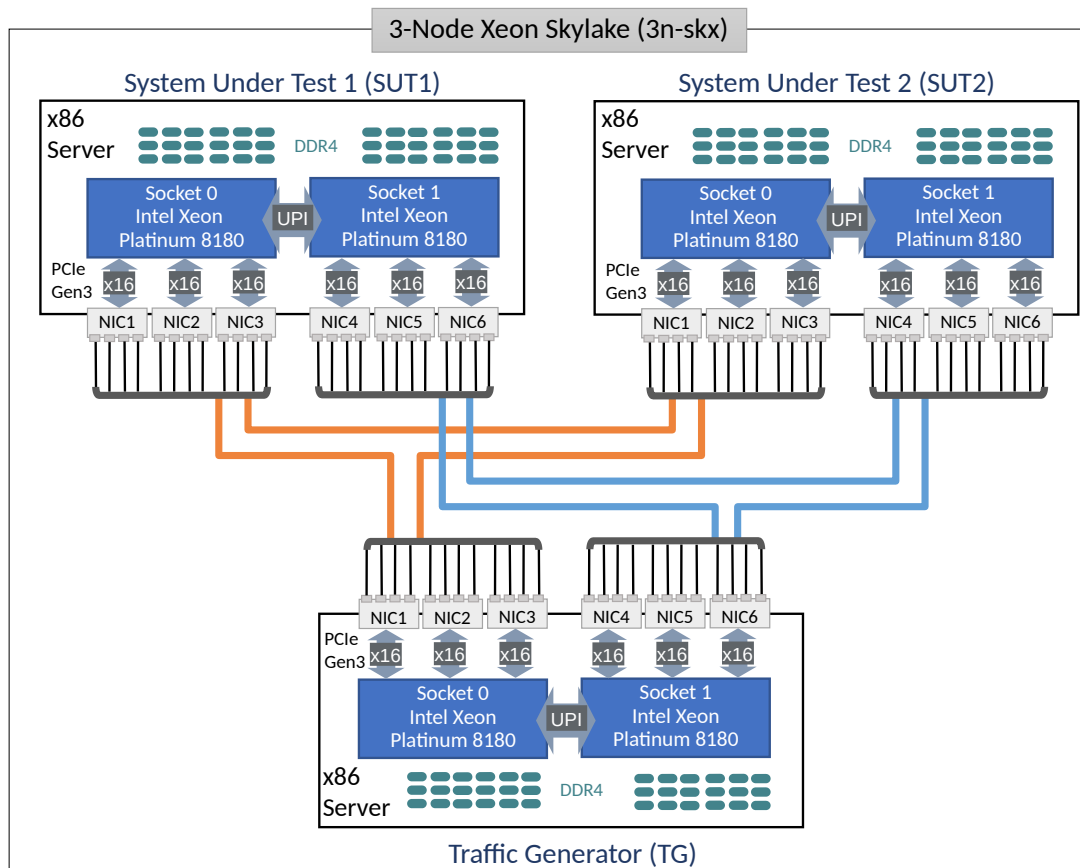 3-Node Xeon Skylake (3n-skx)
System Under Test 1 (SUT1)
x86
Server
DDR4
Socket 0
Intel Xeon
Platinum 8180
UPI
Socket 1
Intel Xeon
Platinum 8180
PCIe
Gen3
x16
x16
x16
x16
x16
x16
NIC1
NIC2
NIC3
NIC4
NIC5
NIC6
System Under Test 2 (SUT2)
x86
Server
DDR4
Socket 0
Intel Xeon
Platinum 8180
UPI
Socket 1
Intel Xeon
Platinum 8180
PCIe
Gen3
x16
x16
x16
x16
x16
x16
NIC1
NIC2
NIC3
NIC4
NIC5
NIC6
NIC1
NIC2
NIC3
NIC4
NIC5
NIC6
PCIe
Gen3
x16
x16
x16
x16
x16
x16
Socket 0
Intel Xeon
Platinum 8180
UPI
Socket 1
Intel Xeon
Platinum 8180
x86
Server
DDR4
Traffic Generator (TG)